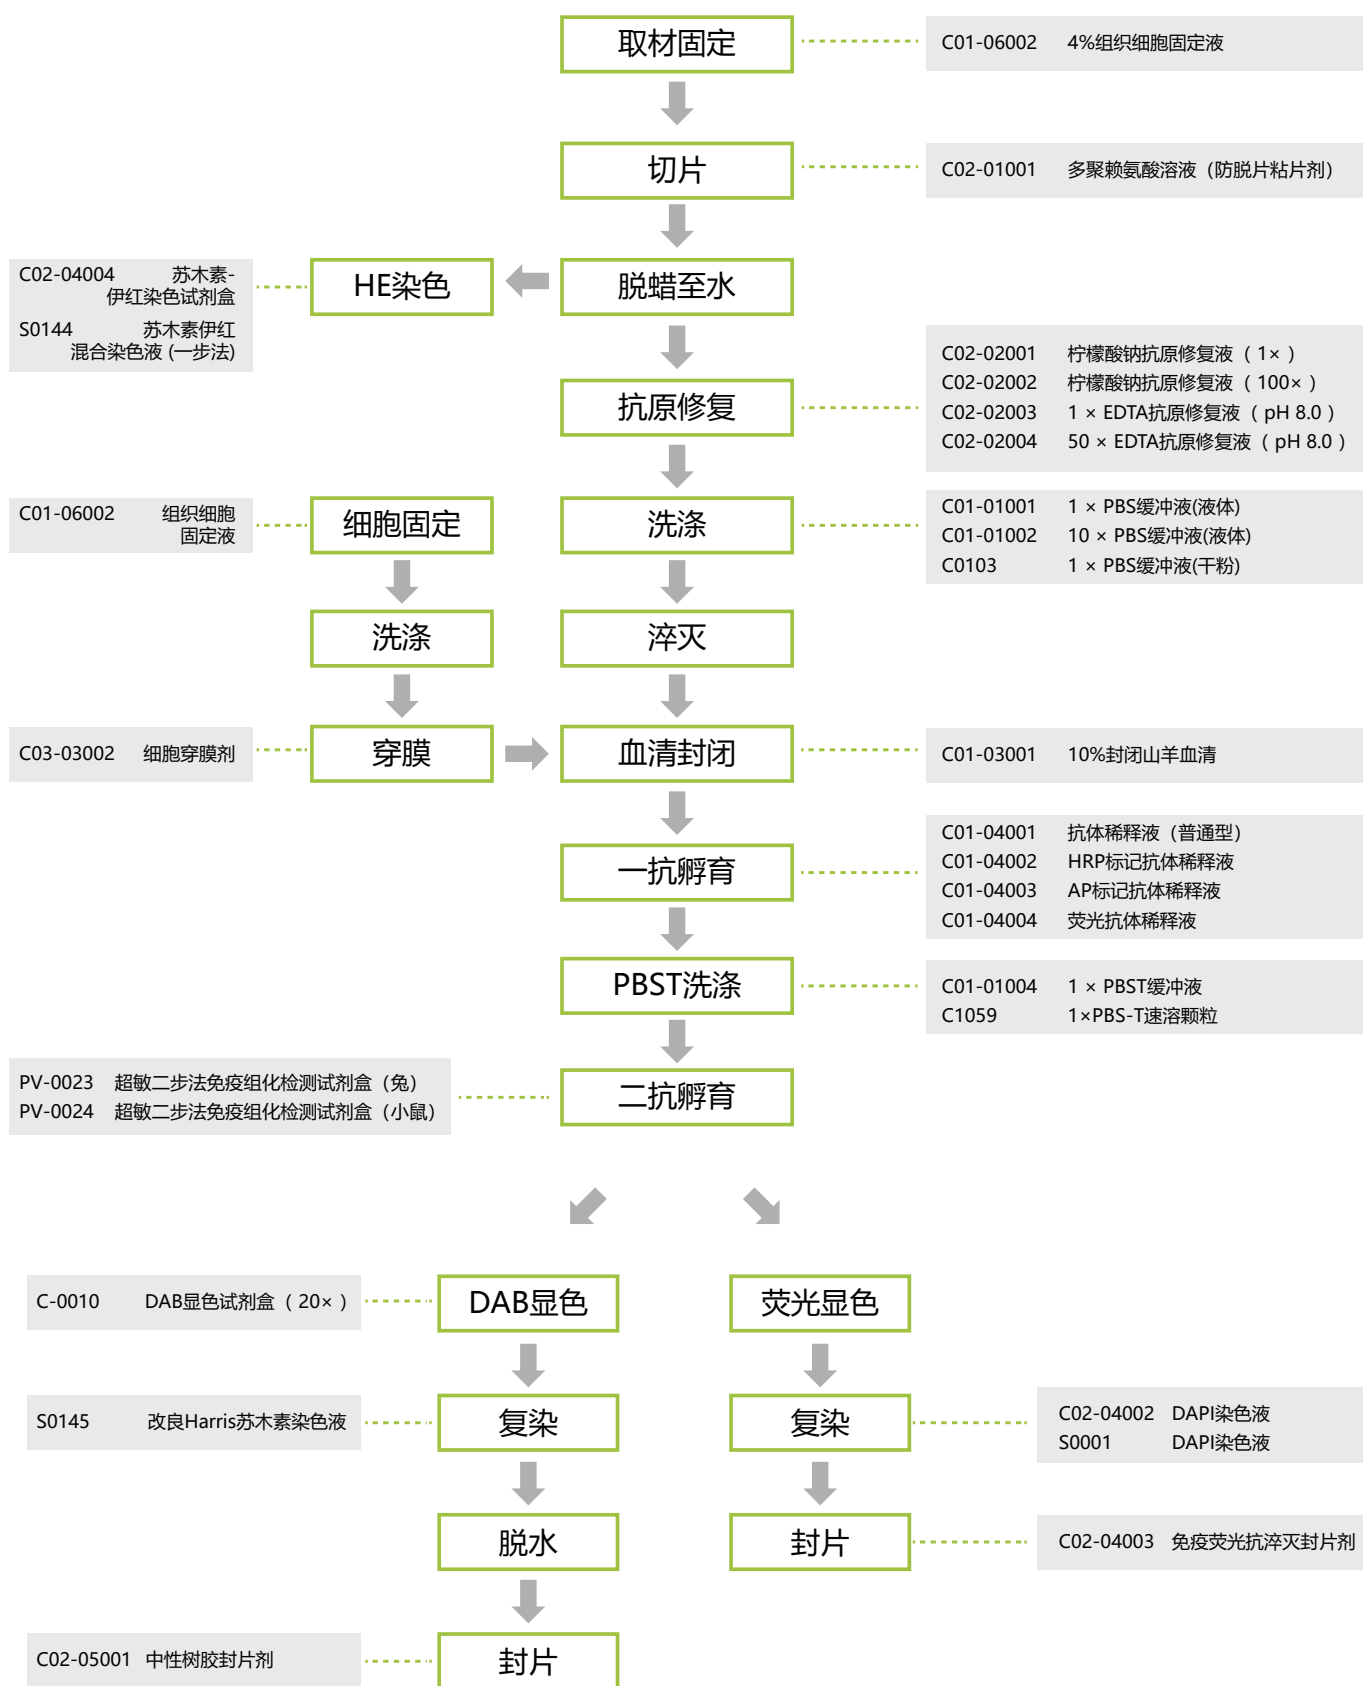 取材固定
C01-06002 4%组织细胞固定液
切片
C02-01001 多聚赖氨酸溶液（防脱片粘片剂）
C02-04004 苏木素-
伊红染色试剂盒
S0144 苏木素伊红
混合染色液 (一步法)
HE染色
脱蜡至水
抗原修复
C02-02001 柠檬酸钠抗原修复液（ 1× ）
C02-02002 柠檬酸钠抗原修复液（ 100× ）
C02-02003 1 × EDTA抗原修复液（ pH 8.0 ）
C02-02004 50 × EDTA抗原修复液（ pH 8.0 ）
C01-06002 组织细胞
固定液
细胞固定
洗涤
C01-01001 1 × PBS缓冲液(液体)
C01-01002 10 × PBS缓冲液(液体)
C0103 1 × PBS缓冲液(干粉)
洗涤
淬灭
C03-03002 细胞穿膜剂
穿膜
血清封闭
C01-03001 10%封闭山羊血清
一抗孵育
C01-04001 抗体稀释液（普通型）
C01-04002 HRP标记抗体稀释液
C01-04003 AP标记抗体稀释液
C01-04004 荧光抗体稀释液
PBST洗涤
C01-01004 1 × PBST缓冲液
C1059 1×PBS-T速溶颗粒
PV-0023 超敏二步法免疫组化检测试剂盒（兔）
PV-0024 超敏二步法免疫组化检测试剂盒（小鼠）
二抗孵育
C-0010 DAB显色试剂盒（ 20× ）
DAB显色
荧光显色
S0145 改良Harris苏木素染色液
复染
复染
C02-04002 DAPI染色液
S0001 DAPI染色液
脱水
封片
C02-04003 免疫荧光抗淬灭封片剂
C02-05001 中性树胶封片剂
封片